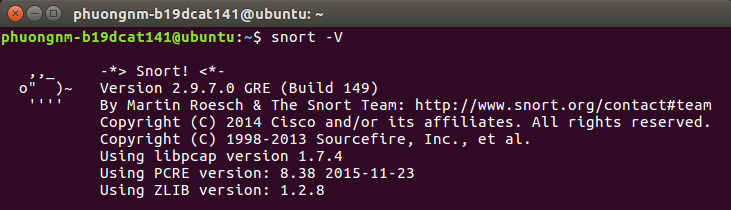 phuongnm-b19dcat141@ubuntu: ~
phuongnm-b19dcat141@ubuntu:~$ snort -V

   ,,_     -*> Snort! <*-
  o"  )~   Version 2.9.7.0 GRE (Build 149)
   ''''    By Martin Roesch & The Snort Team: http://www.snort.org/contact#team
           Copyright (C) 2014 Cisco and/or its affiliates. All rights reserved.
           Copyright (C) 1998-2013 Sourcefire, Inc., et al.
           Using libpcap version 1.7.4
           Using PCRE version: 8.38 2015-11-23
           Using ZLIB version: 1.2.8